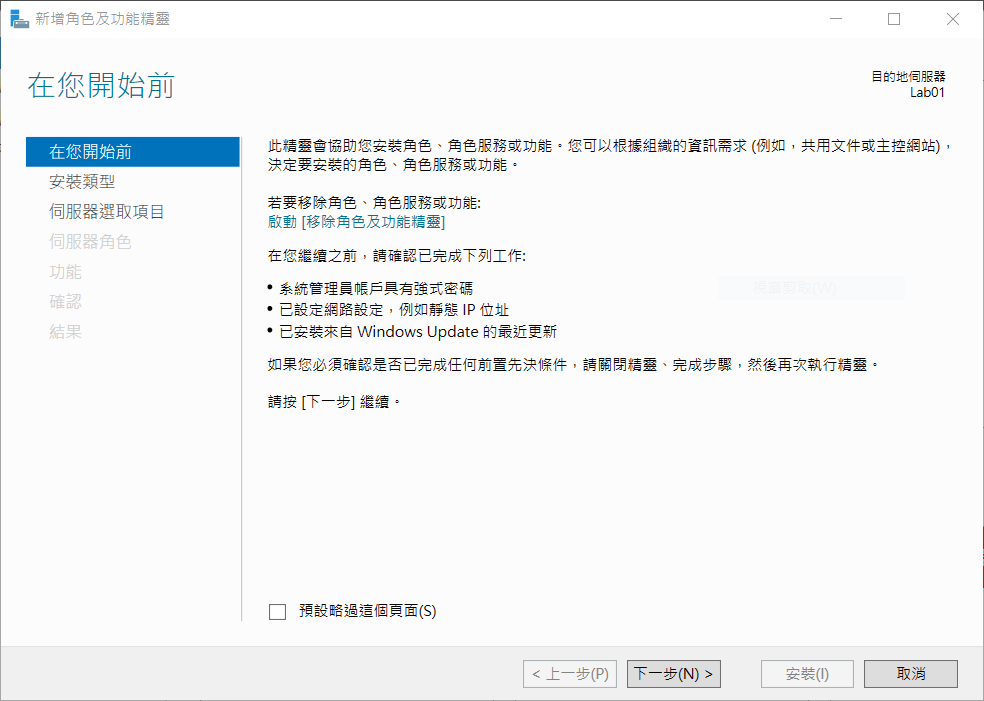 新增角色及功能精靈
在您開始前
目的地伺服器
Lab01
在您開始前
安裝類型
伺服器選取項目
伺服器角色
功能
確認
結果
此精靈會協助您安裝角色、角色服務或功能。您可以根據組織的資訊需求 (例如，共用文件或主控網站)，
決定要安裝的角色、角色服務或功能。
若要移除角色、角色服務或功能:
啟動 [移除角色及功能精靈]
在您繼續之前，請確認已完成下列工作:
• 系統管理員帳戶具有強式密碼
• 已設定網路設定，例如靜態 IP 位址
• 已安裝來自 Windows Update 的最近更新
如果您必須確認是否已完成任何前置先決條件，請關閉精靈、完成步驟，然後再次執行精靈。
請按 [下一步] 繼續。
預設略過這個頁面(S)
< 上一步(P)
下一步(N) >
安裝(I)
取消